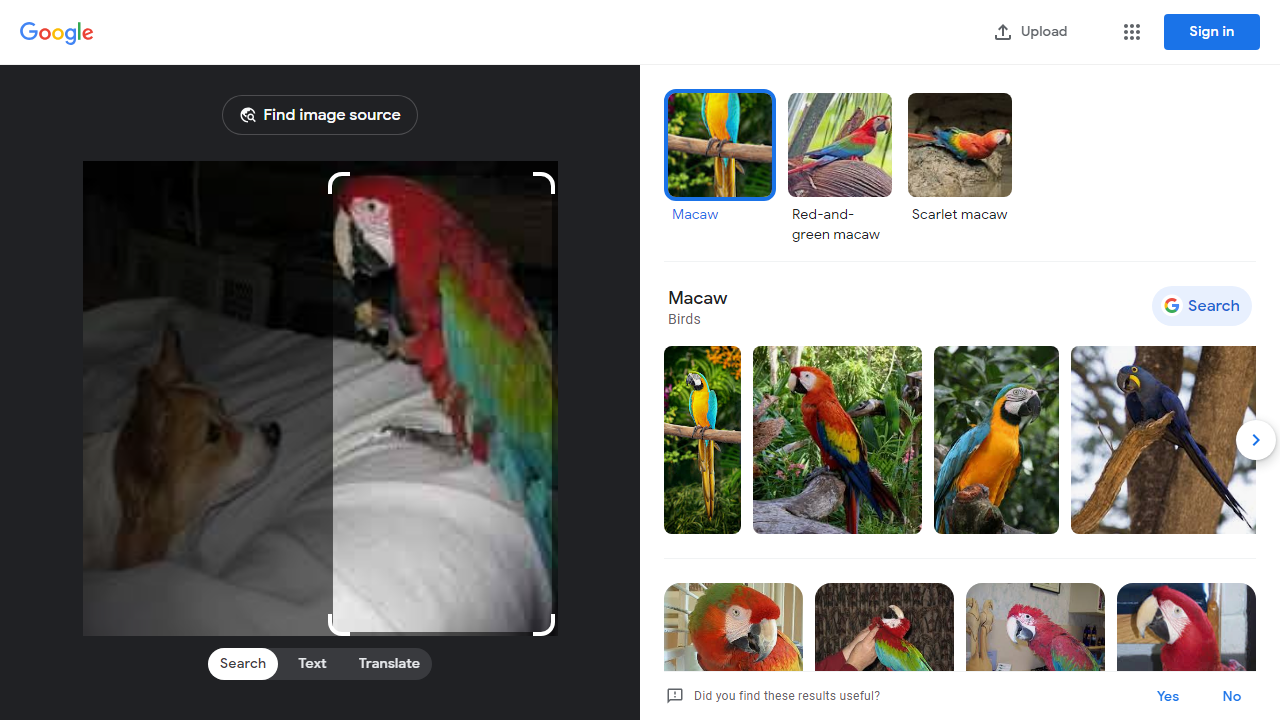 Google
Upload
Sign in
Find image source
Search
Text
Translate
Macaw
Red-and-
green macaw
Scarlet macaw
Macaw
Birds
Search
Did you find these results useful?
Yes
No